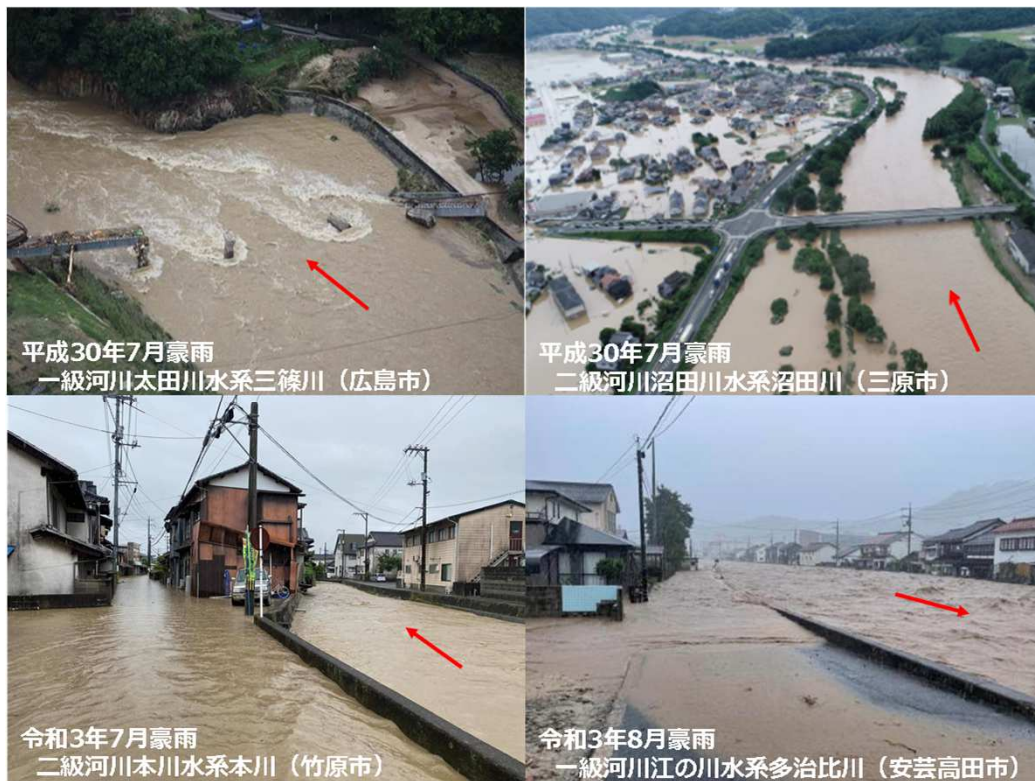 平成30年7月豪雨
一級河川太田川水系三篠川（広島市）
平成30年7月豪雨
二級河川沼田川水系沼田川（三原市）
令和3年7月豪雨
二級河川本川水系本川（竹原市）
令和3年8月豪雨
一級河川江の川水系多治比川（安芸高田市）